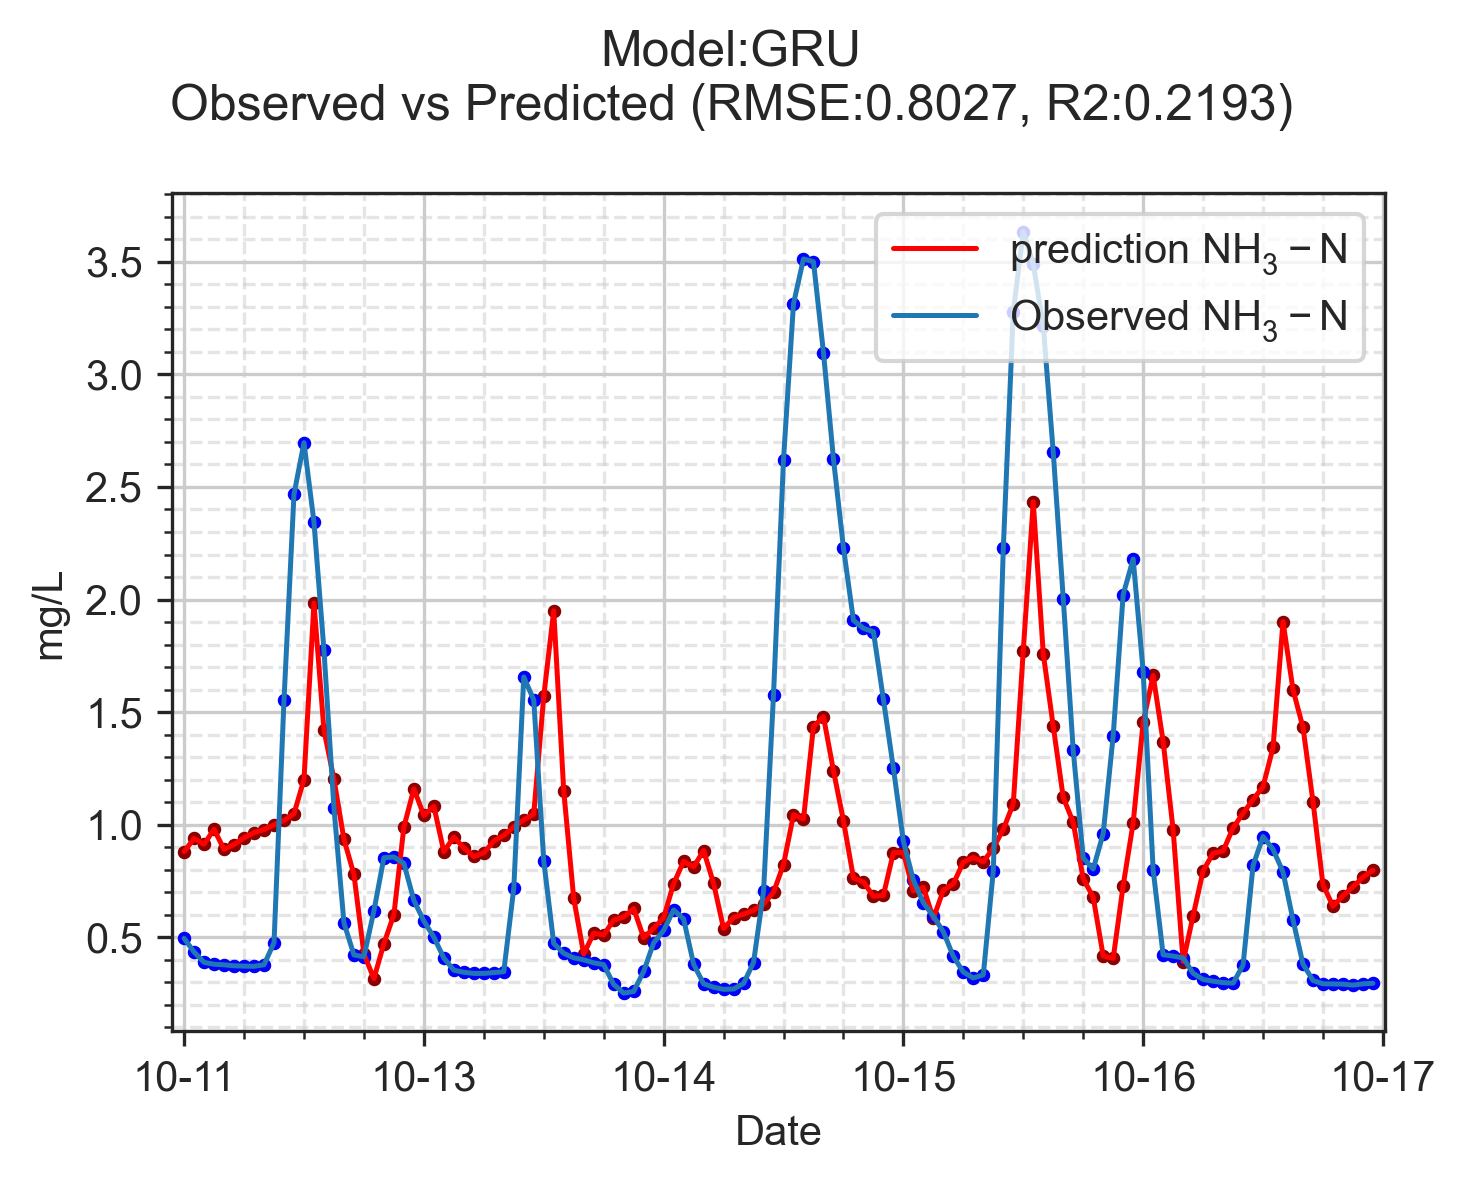 Model:GRU
Observed vs Predicted (RMSE:0.8027, R2:0.2193)
prediction NH₃ − N
Observed NH₃ − N
mg/L
3.5
3.0
2.5
2.0
1.5
1.0
0.5
10-11 10-13 10-14 10-15 10-16 10-17
Date